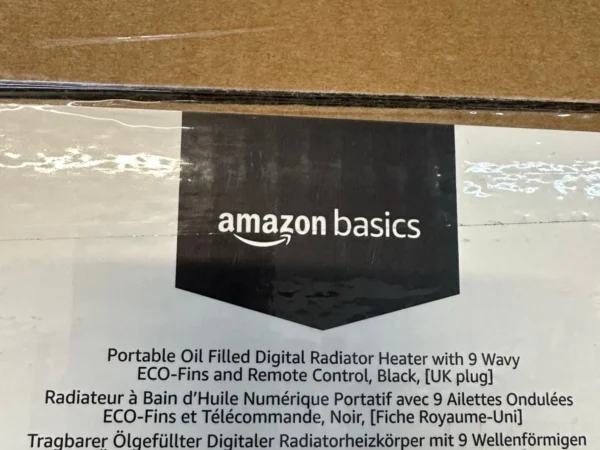 amazon basics
Portable Oil Filled Digital Radiator Heater with 9 Wavy
ECO-Fins and Remote Control, Black, [UK plug]
Radiateur à Bain d'Huile Numérique Portatif avec 9 Ailettes Ondulées
ECO-Fins et Télécommande, Noir, [Fiche Royaume-Uni]
Tragbarer Ölgefüllter Digitaler Radiatorheizkörper mit 9 Wellenförmigen